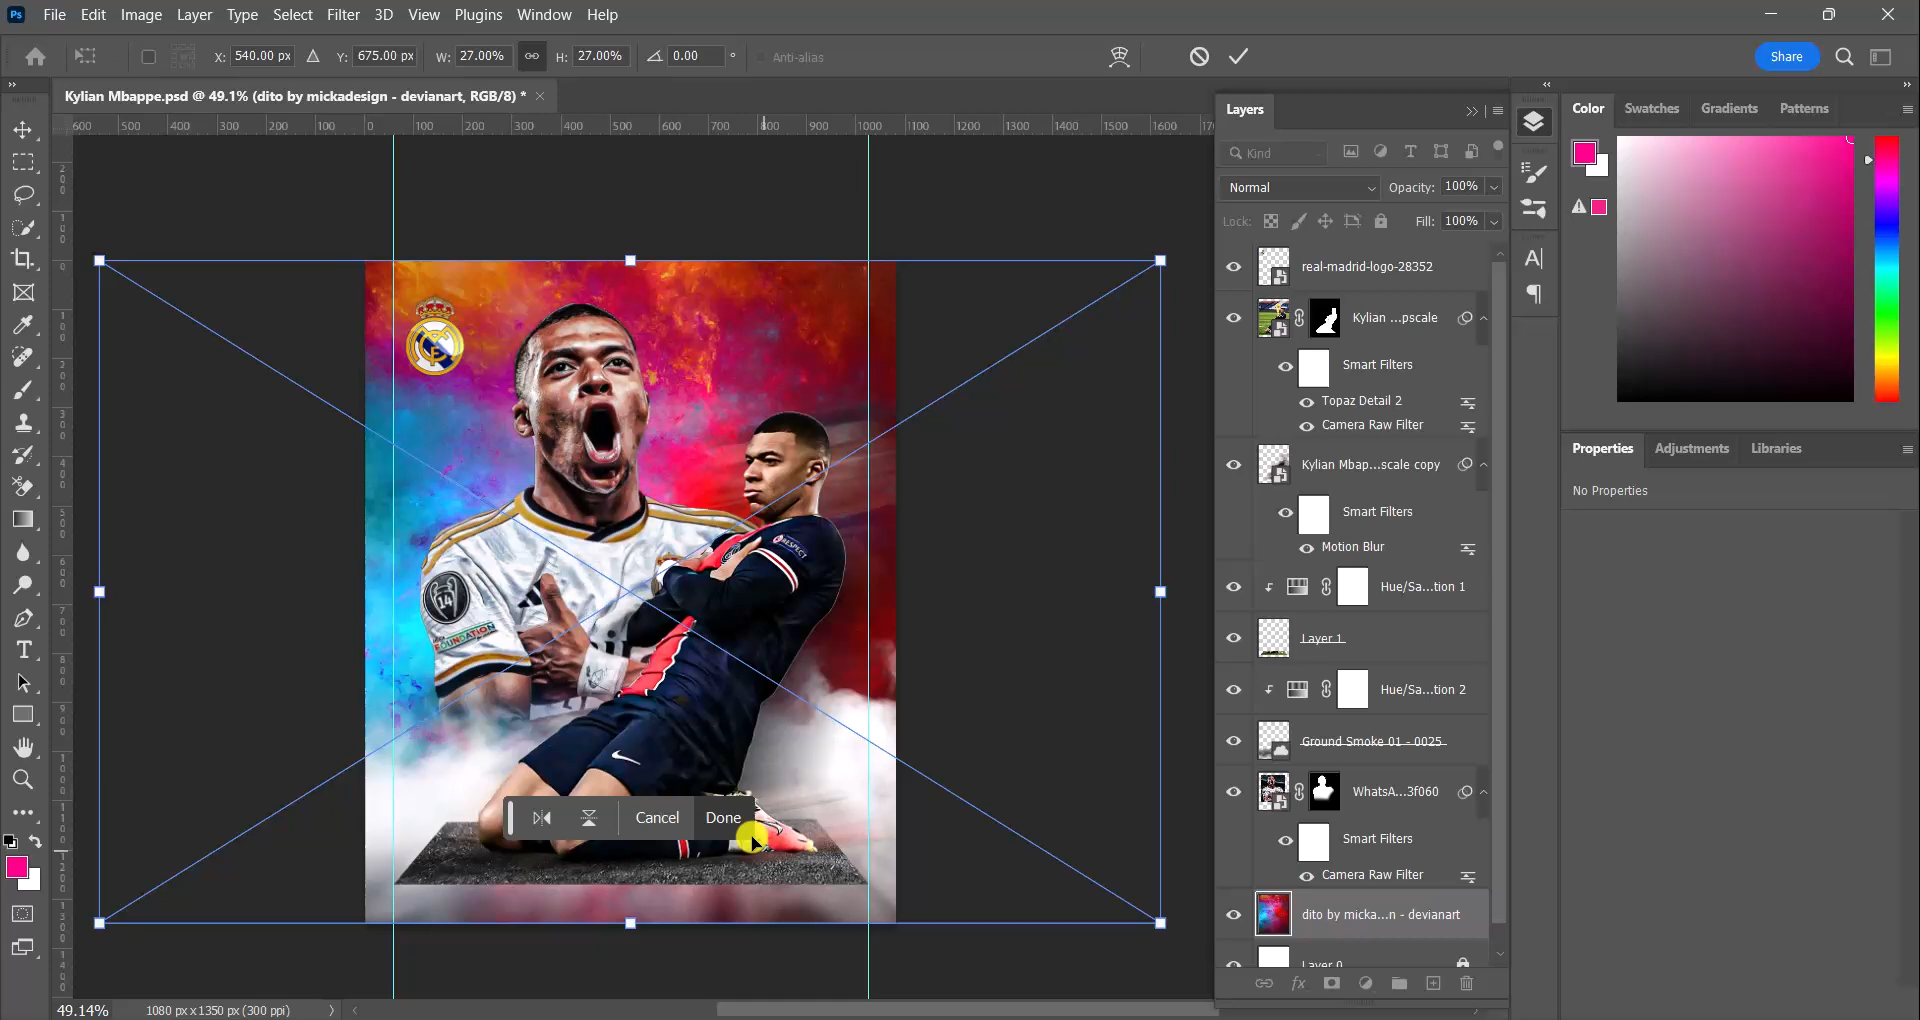 Ps File Edit Image Layer Type Select Filter 3D View Plugins Window Help
X: 540.00 px Y: 675.00 px W: 27.00% H: 27.00% 0.00 ° Anti-alias Share
Kylian Mbappe.psd @ 49.1% (dito by mickadesign - devianart, RGB/8) *
600 500 400 300 200 100 0 100 200 300 400 500 600 700 800 900 1000 1100 1200 1300 1400 1500 1600
Layers
Kind
Normal Opacity: 100%
Lock: Fill: 100%
real-madrid-logo-28352
Kylian ...pscale
Smart Filters
Topaz Detail 2
Camera Raw Filter
Kylian Mbap...scale copy
Smart Filters
Motion Blur
Hue/Sa...tion 1
Layer 1
Hue/Sa...tion 2
Ground Smoke 01 - 0025
WhatsA...3f060
Smart Filters
Camera Raw Filter
dito by micka...n - devianart
Layer 0
fx
Color Swatches Gradients Patterns
Properties Adjustments Libraries
No Properties
RESPECT
14
FOUNDATION
Cancel Done
49.14% 1080 px x 1350 px (300 ppi)